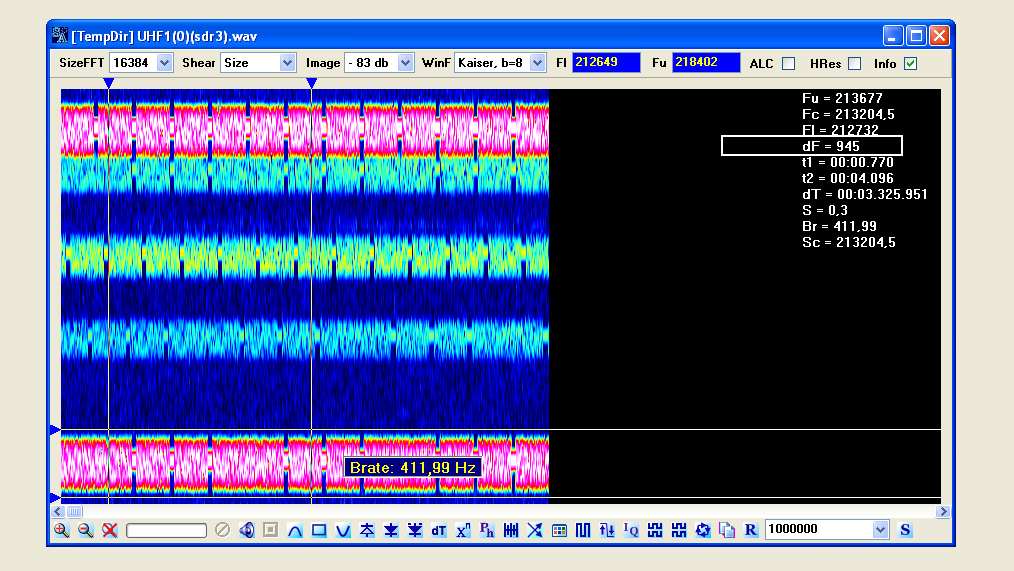 [TempDir] UHF1(0)(sdr3).wav
SizeFFT 16384 Shear Size Image - 83 db WinF Kaiser, b=8 Fl 212649 Fu 218402 ALC HRes Info
Fu = 213677
Fc = 213204,5
Fl = 212732
dF = 945
t1 = 00:00.770
t2 = 00:04.096
dT = 00:03.325.951
S = 0,3
Br = 411,99
Sc = 213204,5
Brate: 411,99 Hz
dT Xⁿ Ph IQ R 1000000 S